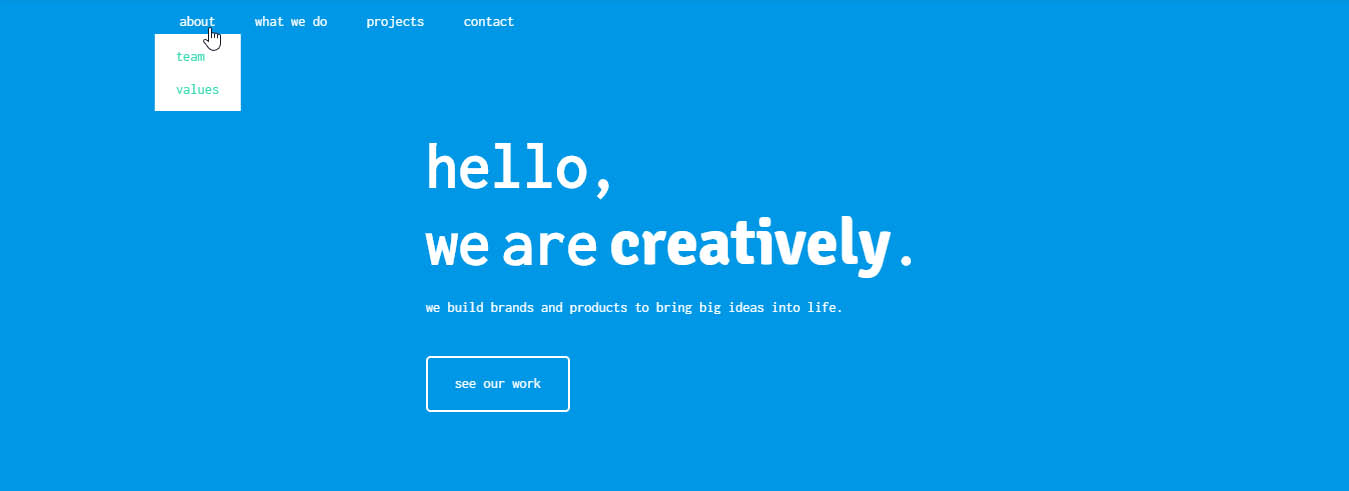 about what we do projects contact
team
values
hello,
we are creatively.
we build brands and products to bring big ideas into life.
see our work